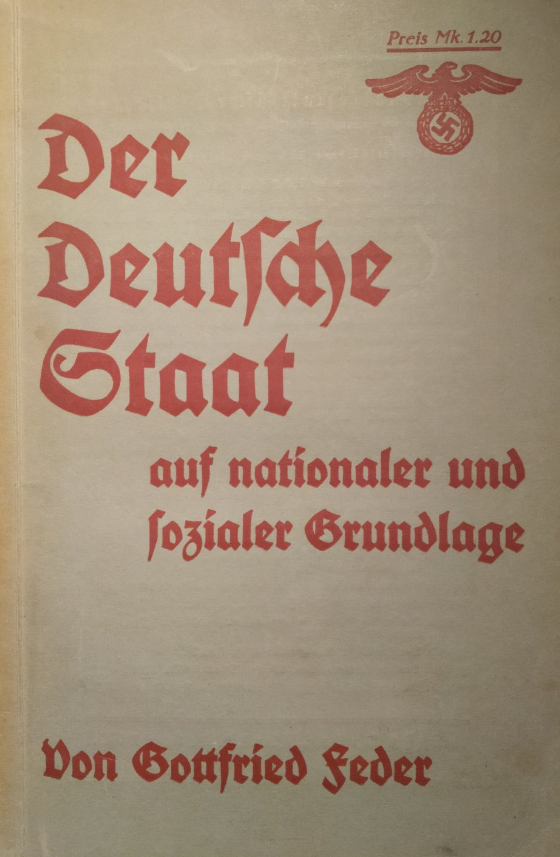 Preis Mk. 1.20
Der
Deutſche
Staat
auf nationaler und
ſozialer Grundlage
Von Gottfried Feder